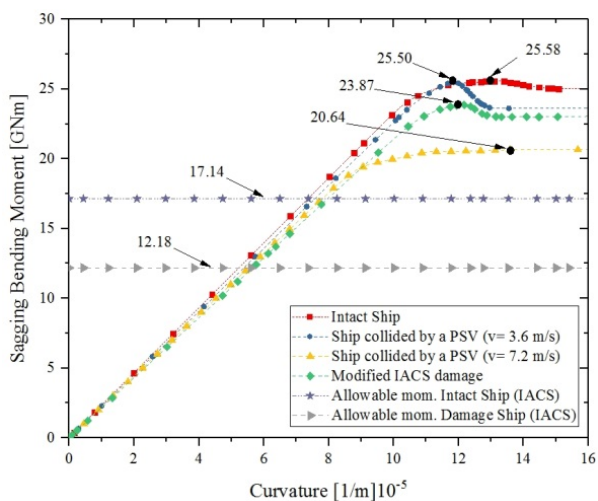 30
25
20
15
10
5
0
Sagging Bending Moment [GNm]
25.50
25.58
23.87
20.64
17.14
12.18
Intact Ship
Ship collided by a PSV (v= 3.6 m/s)
Ship collided by a PSV (v= 7.2 m/s)
Modified IACS damage
Allowable mom. Intact Ship (IACS)
Allowable mom. Damage Ship (IACS)
0 2 4 6 8 10 12 14 16
Curvature [1/m]10-5